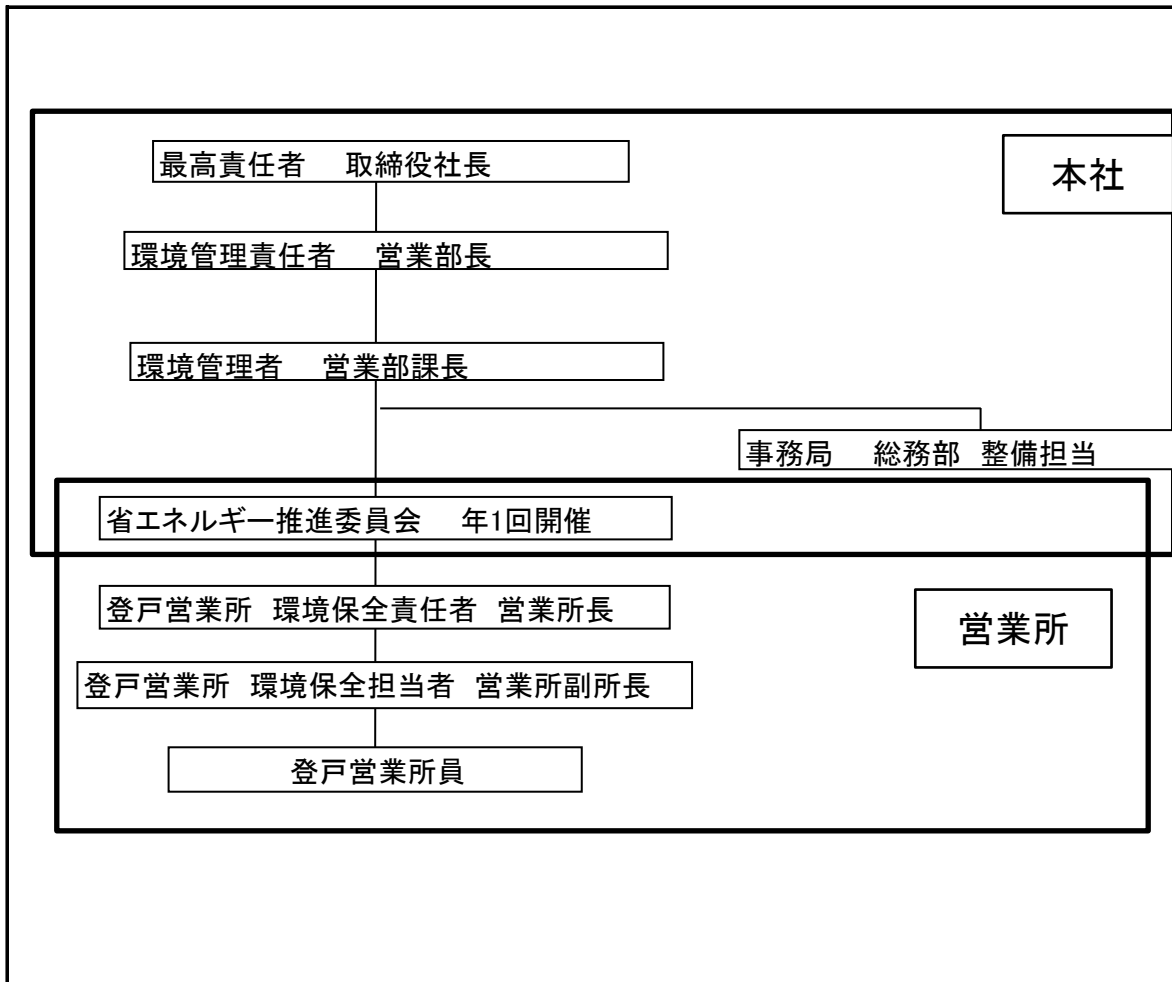 最高責任者 取締役社長
本社
環境管理責任者 営業部長
環境管理者 営業部課長
事務局 総務部 整備担当
省エネルギー推進委員会 年1回開催
登戸営業所 環境保全責任者 営業所長
営業所
登戸営業所 環境保全担当者 営業所副所長
登戸営業所員